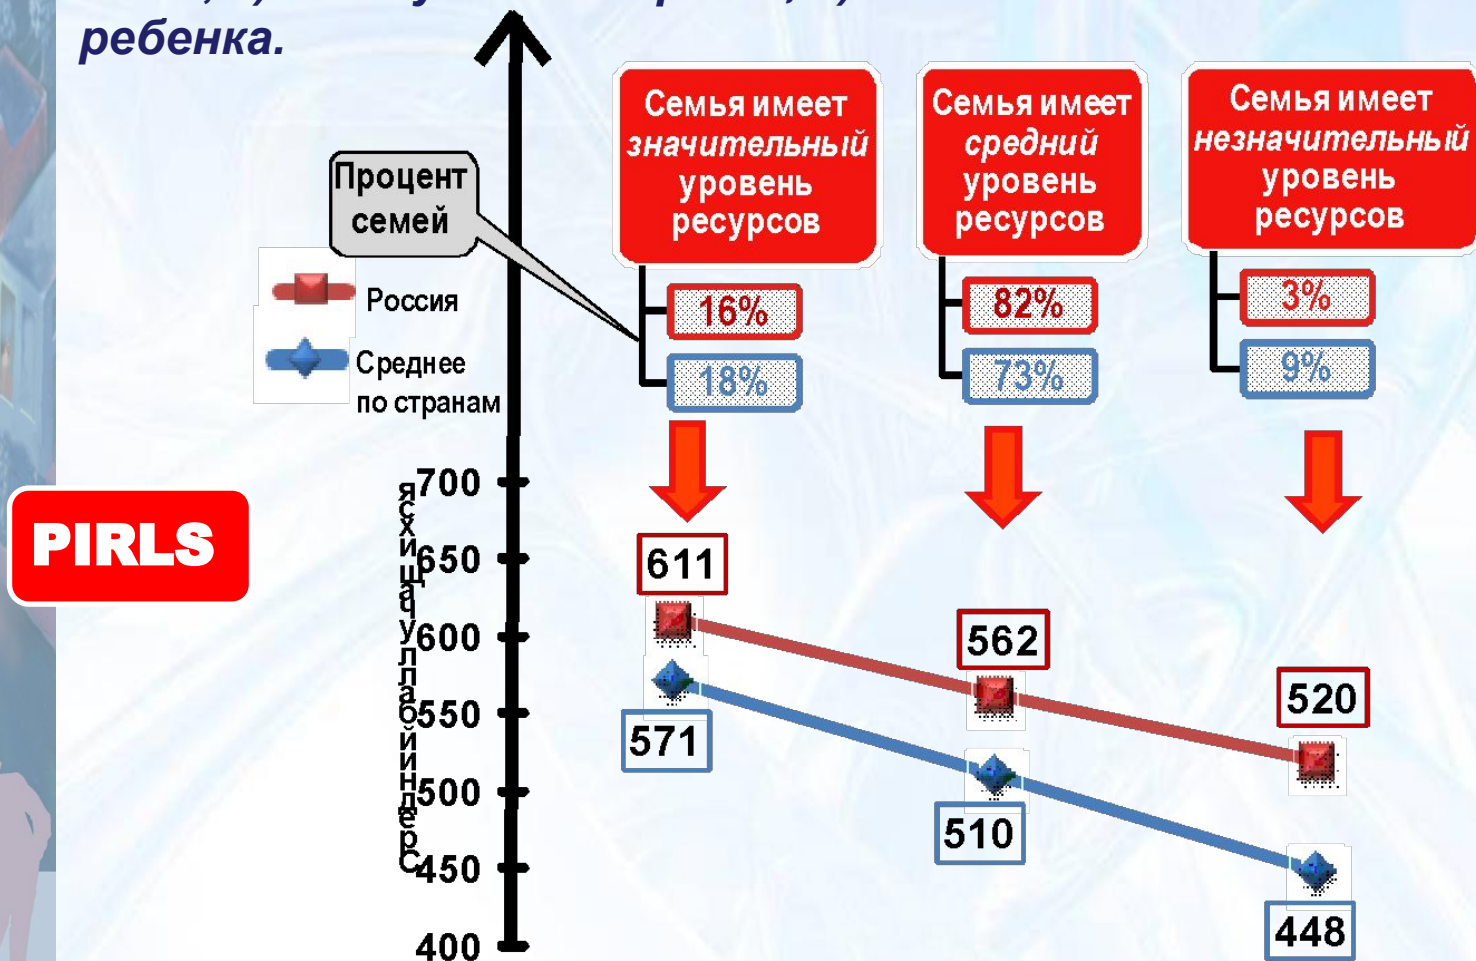 ребенка.
Семья имеет
значительный
уровень
ресурсов
Семья имеет
средний
уровень
ресурсов
Семья имеет
незначительный
уровень
ресурсов
Процент
семей
Россия
Среднее
по странам
16%
18%
82%
73%
3%
9%
PIRLS
Средний балл учащихся
700
650
600
550
500
450
400
611
571
562
510
520
448